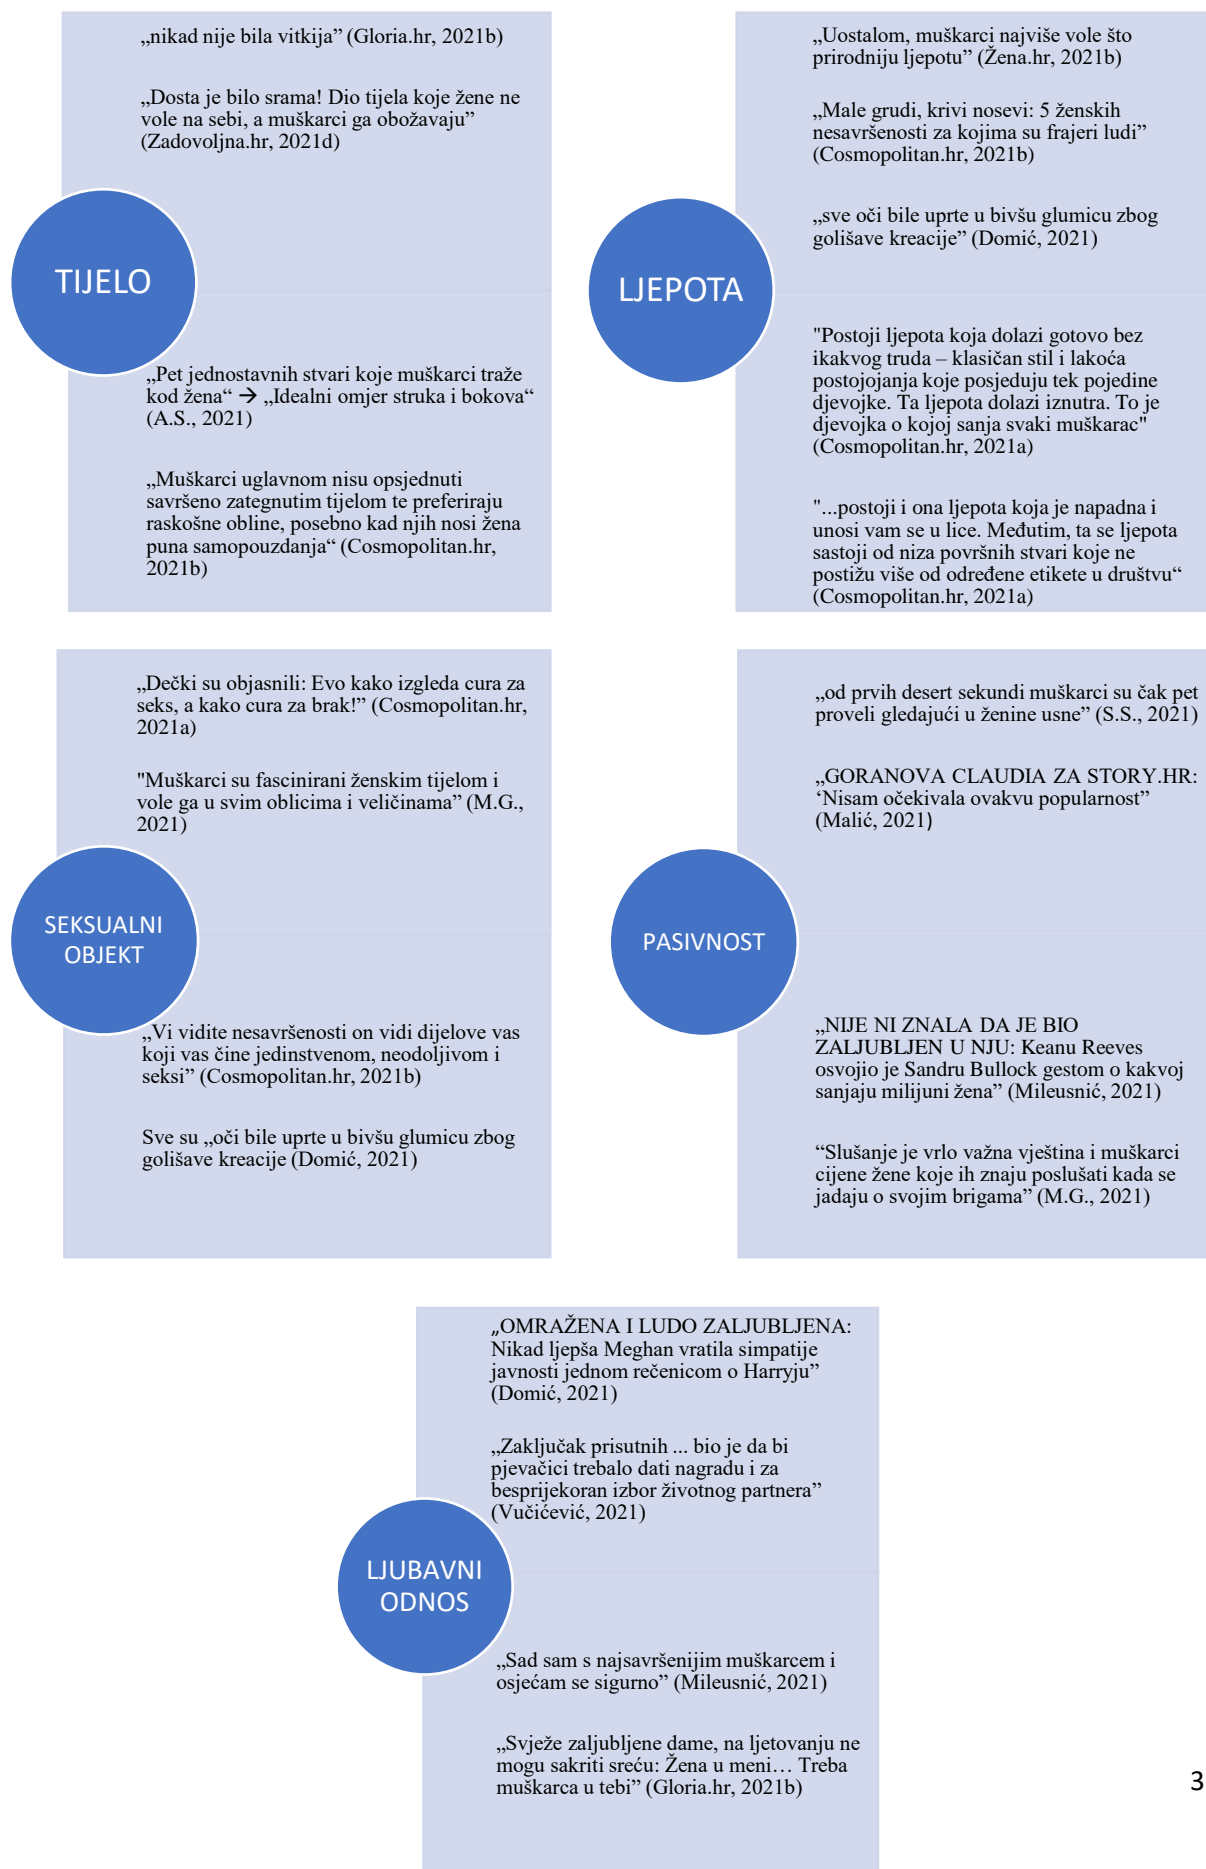 „nikad nije bila vitkija” (Gloria.hr, 2021b)
„Dosta je bilo srama! Dio tijela koje žene ne
vole na sebi, a muškarci ga obožavaju”
(Zadovoljna.hr, 2021d)
TIJELO
„Pet jednostavnih stvari koje muškarci traže
kod žena“ → „Idealni omjer struka i bokova“
(A.S., 2021)
„Muškarci uglavnom nisu opsjednuti
savršeno zategnutim tijelom te preferiraju
raskošne obline, posebno kad njih nosi žena
puna samopouzdanja“ (Cosmopolitan.hr,
2021b)
„Uostalom, muškarci najviše vole što
prirodniju ljepotu” (Žena.hr, 2021b)
„Male grudi, krivi nosevi: 5 ženskih
nesavršenosti za kojima su frajeri ludi”
(Cosmopolitan.hr, 2021b)
„sve oči bile uprte u bivšu glumicu zbog
golišave kreacije” (Domić, 2021)
LJEPOTA
"Postoji ljepota koja dolazi gotovo bez
ikakvog truda – klasičan stil i lakoća
postojojanja koje posjeduju tek pojedine
djevojke. Ta ljepota dolazi iznutra. To je
djevojka o kojoj sanja svaki muškarac"
(Cosmopolitan.hr, 2021a)
"...postoji i ona ljepota koja je napadna i
unosi vam se u lice. Međutim, ta se ljepota
sastoji od niza površnih stvari koje ne
postižu više od određene etikete u društvu“
(Cosmopolitan.hr, 2021a)
„Dečki su objasnili: Evo kako izgleda cura za
seks, a kako cura za brak!” (Cosmopolitan.hr,
2021a)
"Muškarci su fascinirani ženskim tijelom i
vole ga u svim oblicima i veličinama” (M.G.,
2021)
SEKSUALNI
OBJEKT
„Vi vidite nesavršenosti on vidi dijelove vas
koji vas čine jedinstvenom, neodoljivom i
seksi” (Cosmopolitan.hr, 2021b)
Sve su „oči bile uprte u bivšu glumicu zbog
golišave kreacije (Domić, 2021)
„od prvih desert sekundi muškarci su čak pet
proveli gledajući u ženine usne” (S.S., 2021)
„GORANOVA CLAUDIA ZA STORY.HR:
‘Nisam očekivala ovakvu popularnost”
(Malić, 2021)
PASIVNOST
„NIJE NI ZNALA DA JE BIO
ZALJUBLJEN U NJU: Keanu Reeves
osvojio je Sandru Bullock gestom o kakvoj
sanjaju milijuni žena” (Mileusnić, 2021)
“Slušanje je vrlo važna vještina i muškarci
cijene žene koje ih znaju poslušati kada se
jadaju o svojim brigama” (M.G., 2021)
„OMRAŽENA I LUDO ZALJUBLJENA:
Nikad ljepša Meghan vratila simpatije
javnosti jednom rečenicom o Harryju”
(Domić, 2021)
„Zaključak prisutnih ... bio je da bi
pjevačici trebalo dati nagradu i za
besprijekoran izbor životnog partnera”
(Vučićević, 2021)
LJUBAVNI
ODNOS
„Sad sam s najsavršenijim muškarcem i
osjećam se sigurno” (Mileusnić, 2021)
„Svježe zaljubljene dame, na ljetovanju ne
mogu sakriti sreću: Žena u meni… Treba
muškarca u tebi” (Gloria.hr, 2021b)
3